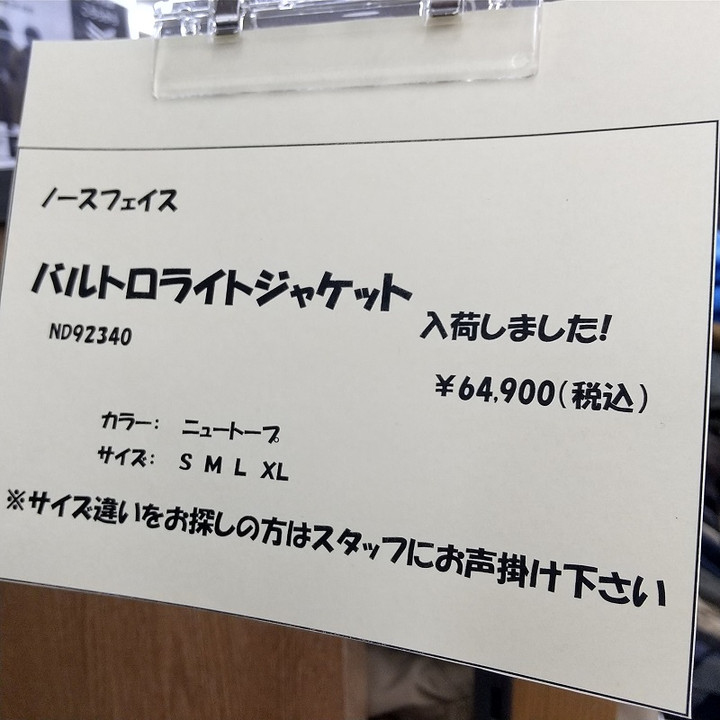 ノースフェイス
バルトロライトジャケット 入荷しました!
ND92340
¥64,900(税込)
カラー: ニュートープ
サイズ: S M L XL
※サイズ違いをお探しの方はスタッフにお声掛け下さい